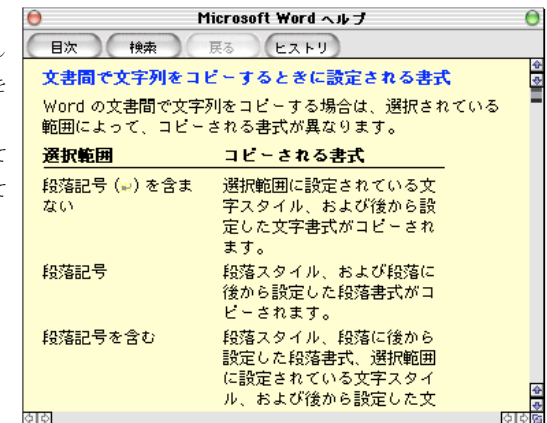 Microsoft Word ヘルプ
目次 検索 戻る ヒストリ
文書間で文字列をコピーするときに設定される書式
Word の文書間で文字列をコピーする場合は、選択されている
範囲によって、コピーされる書式が異なります。
選択範囲 コピーされる書式
段落記号 (↵) を含ま
ない
選択範囲に設定されている文
字スタイル、および後から設
定した文字書式がコピーされ
ます。
段落記号
段落スタイル、および段落に
後から設定した段落書式がコ
ピーされます。
段落記号を含む
段落スタイル、段落に後から
設定した段落書式、選択範囲
に設定されている文字スタイ
ル、および後から設定した文